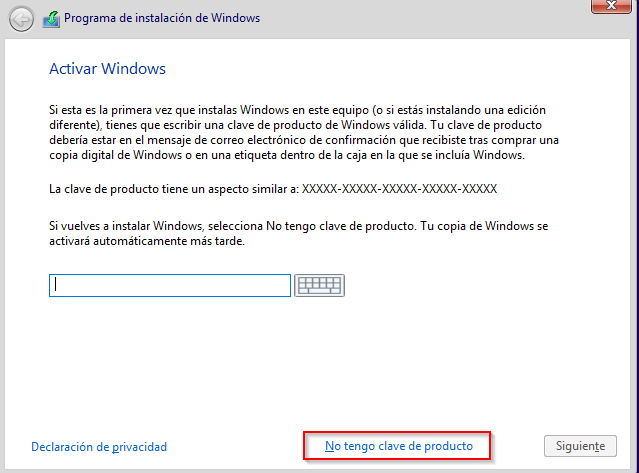 Programa de instalación de Windows
Activar Windows
Si esta es la primera vez que instalas Windows en este equipo (o si estás instalando una edición
diferente), tienes que escribir una clave de producto de Windows válida. Tu clave de producto
debería estar en el mensaje de correo electrónico de confirmación que recibiste tras comprar una
copia digital de Windows o en una etiqueta dentro de la caja en la que se incluía Windows.
La clave de producto tiene un aspecto similar a: XXXXX-XXXXX-XXXXX-XXXXX-XXXXX
Si vuelves a instalar Windows, selecciona No tengo clave de producto. Tu copia de Windows se
activará automáticamente más tarde.
Declaración de privacidad
No tengo clave de producto
Siguiente